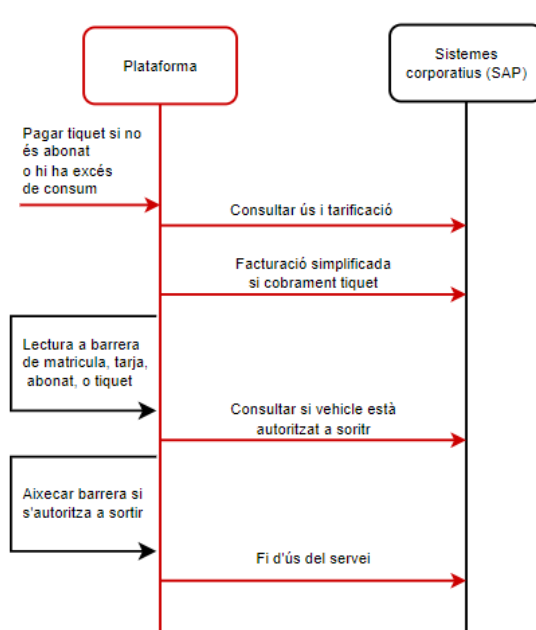 Plataforma
Sistemes
corporatius (SAP)
Pagar tiquet si no
és abonat
o hi ha excés
de consum
Consultar ús i tarificació
Facturació simplificada
si cobrament tiquet
Lectura a barrera
de matricula, tarja,
abonat, o tiquet
Consultar si vehicle està
autoritzat a soritr
Aixecar barrera si
s'autoritza a sortir
Fi d'ús del servei